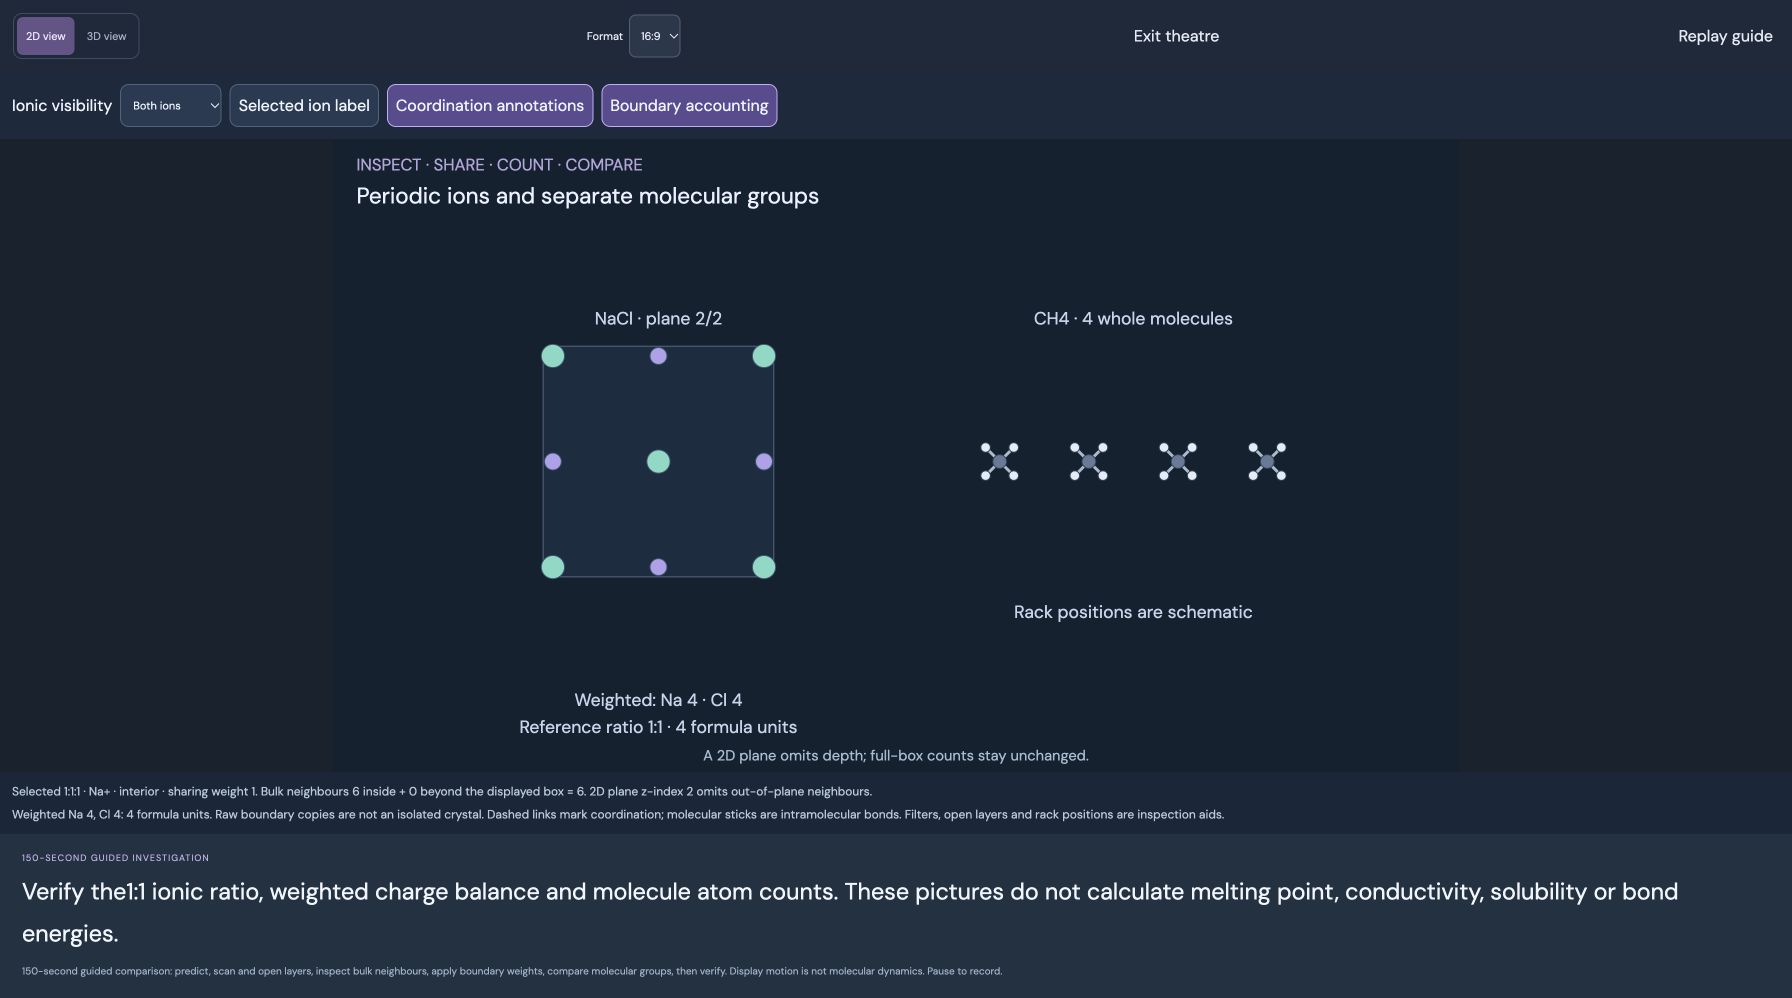 2D view 3D view Format 16:9 Exit theatre Replay guide
Ionic visibility Both ions Selected ion label Coordination annotations Boundary accounting
INSPECT · SHARE · COUNT · COMPARE
Periodic ions and separate molecular groups
NaCl · plane 2/2
CH4 · 4 whole molecules
Rack positions are schematic
Weighted: Na 4 · Cl 4
Reference ratio 1:1 · 4 formula units
A 2D plane omits depth; full-box counts stay unchanged.
Selected 1:1:1 · Na+ · interior · sharing weight 1. Bulk neighbours 6 inside + 0 beyond the displayed box = 6. 2D plane z-index 2 omits out-of-plane neighbours.
Weighted Na 4, Cl 4: 4 formula units. Raw boundary copies are not an isolated crystal. Dashed links mark coordination; molecular sticks are intramolecular bonds. Filters, open layers and rack positions are inspection aids.
150-SECOND GUIDED INVESTIGATION
Verify the1:1 ionic ratio, weighted charge balance and molecule atom counts. These pictures do not calculate melting point, conductivity, solubility or bond
energies.
150-second guided comparison: predict, scan and open layers, inspect bulk neighbours, apply boundary weights, compare molecular groups, then verify. Display motion is not molecular dynamics. Pause to record.